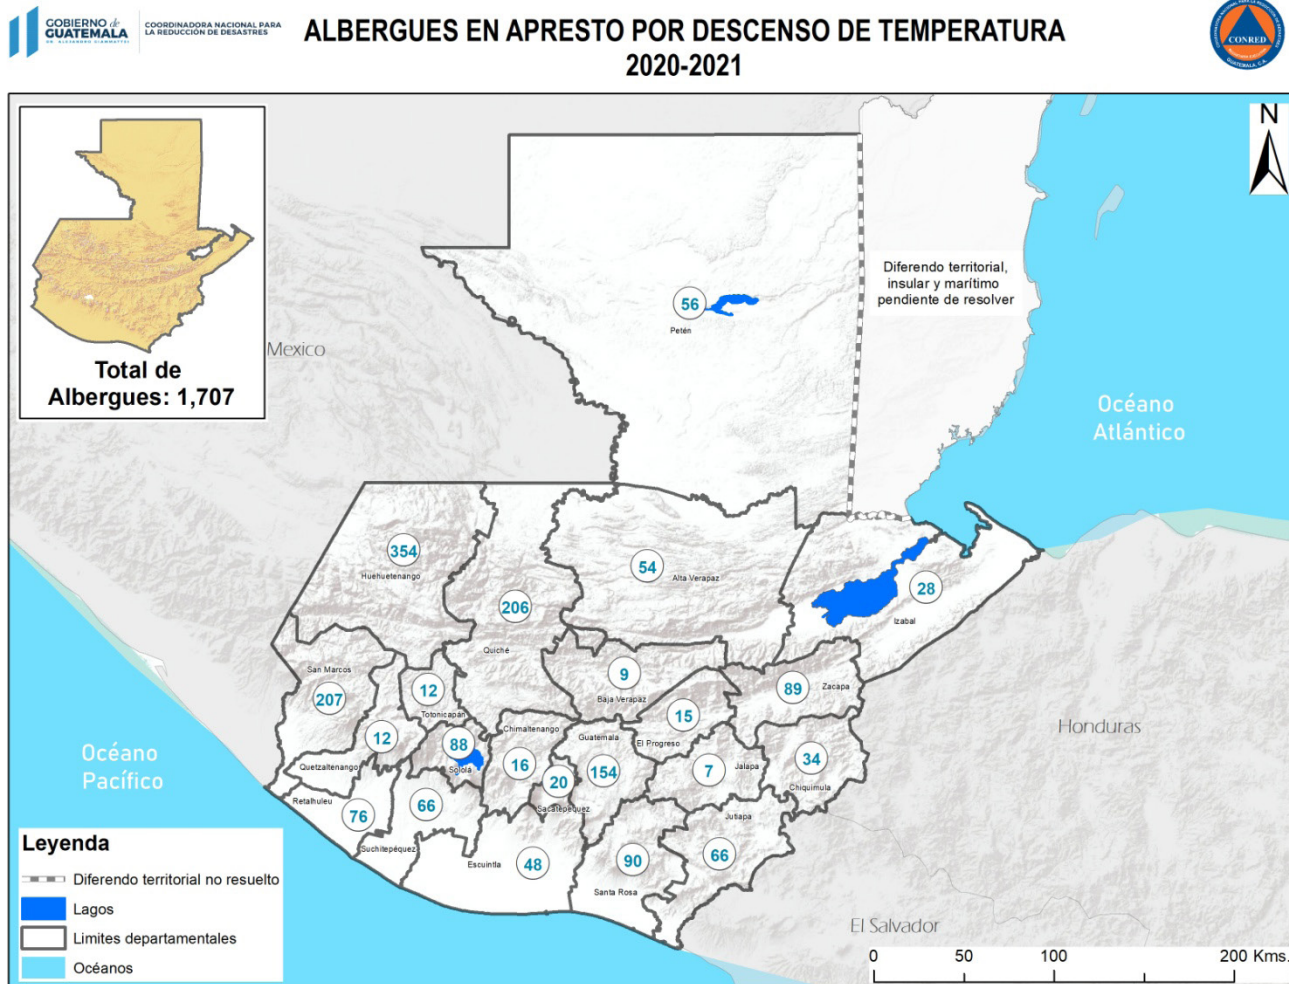 GOBIERNO de
GUATEMALA
DR. ALEJANDRO GIAMMATTEI
COORDINADORA NACIONAL PARA
LA REDUCCIÓN DE DESASTRES
ALBERGUES EN APRESTO POR DESCENSO DE TEMPERATURA
2020-2021
CONRED
GUATEMALA, C.A.
Total de
Albergues: 1,707
Mexico
N
Diferendo territorial,
insular y marítimo
pendiente de resolver
56
Petén
Océano
Atlántico
354
Huehuetenango
54
Alta Verapaz
206
Quiché
28
Izabal
San Marcos
207
12
Totonicapán
9
Baja Verapaz
89
Zacapa
15
El Progreso
12
Quetzaltenango
88
Sololá
Chimaltenango
16
Guatemala
154
20
Sacatepéquez
7
Jalapa
34
Chiquimula
Honduras
Océano
Pacífico
Retalhuleu
76
66
Suchitepéquez
Escuintla
48
90
Santa Rosa
Jutiapa
66
El Salvador
Leyenda
Diferendo territorial no resuelto
Lagos
Limites departamentales
Océanos
0 50 100 200 Kms.